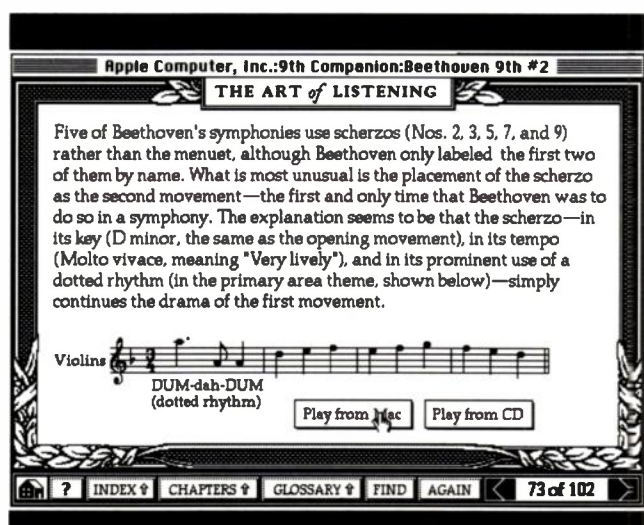 Apple Computer, Inc.:9th Companion:Beethoven 9th #2
THE ART of LISTENING
Five of Beethoven's symphonies use scherzos (Nos. 2, 3, 5, 7, and 9)
rather than the menuet, although Beethoven only labeled the first two
of them by name. What is most unusual is the placement of the scherzo
as the second movement—the first and only time that Beethoven was to
do so in a symphony. The explanation seems to be that the scherzo—in
its key (D minor, the same as the opening movement), in its tempo
(Molto vivace, meaning "Very lively"), and in its prominent use of a
dotted rhythm (in the primary area theme, shown below)—simply
continues the drama of the first movement.
Violins
DUM-dah-DUM
(dotted rhythm)
Play from Mac
Play from CD
? INDEX⇧ CHAPTERS⇧ GLOSSARY⇧ FIND AGAIN 73 of 102